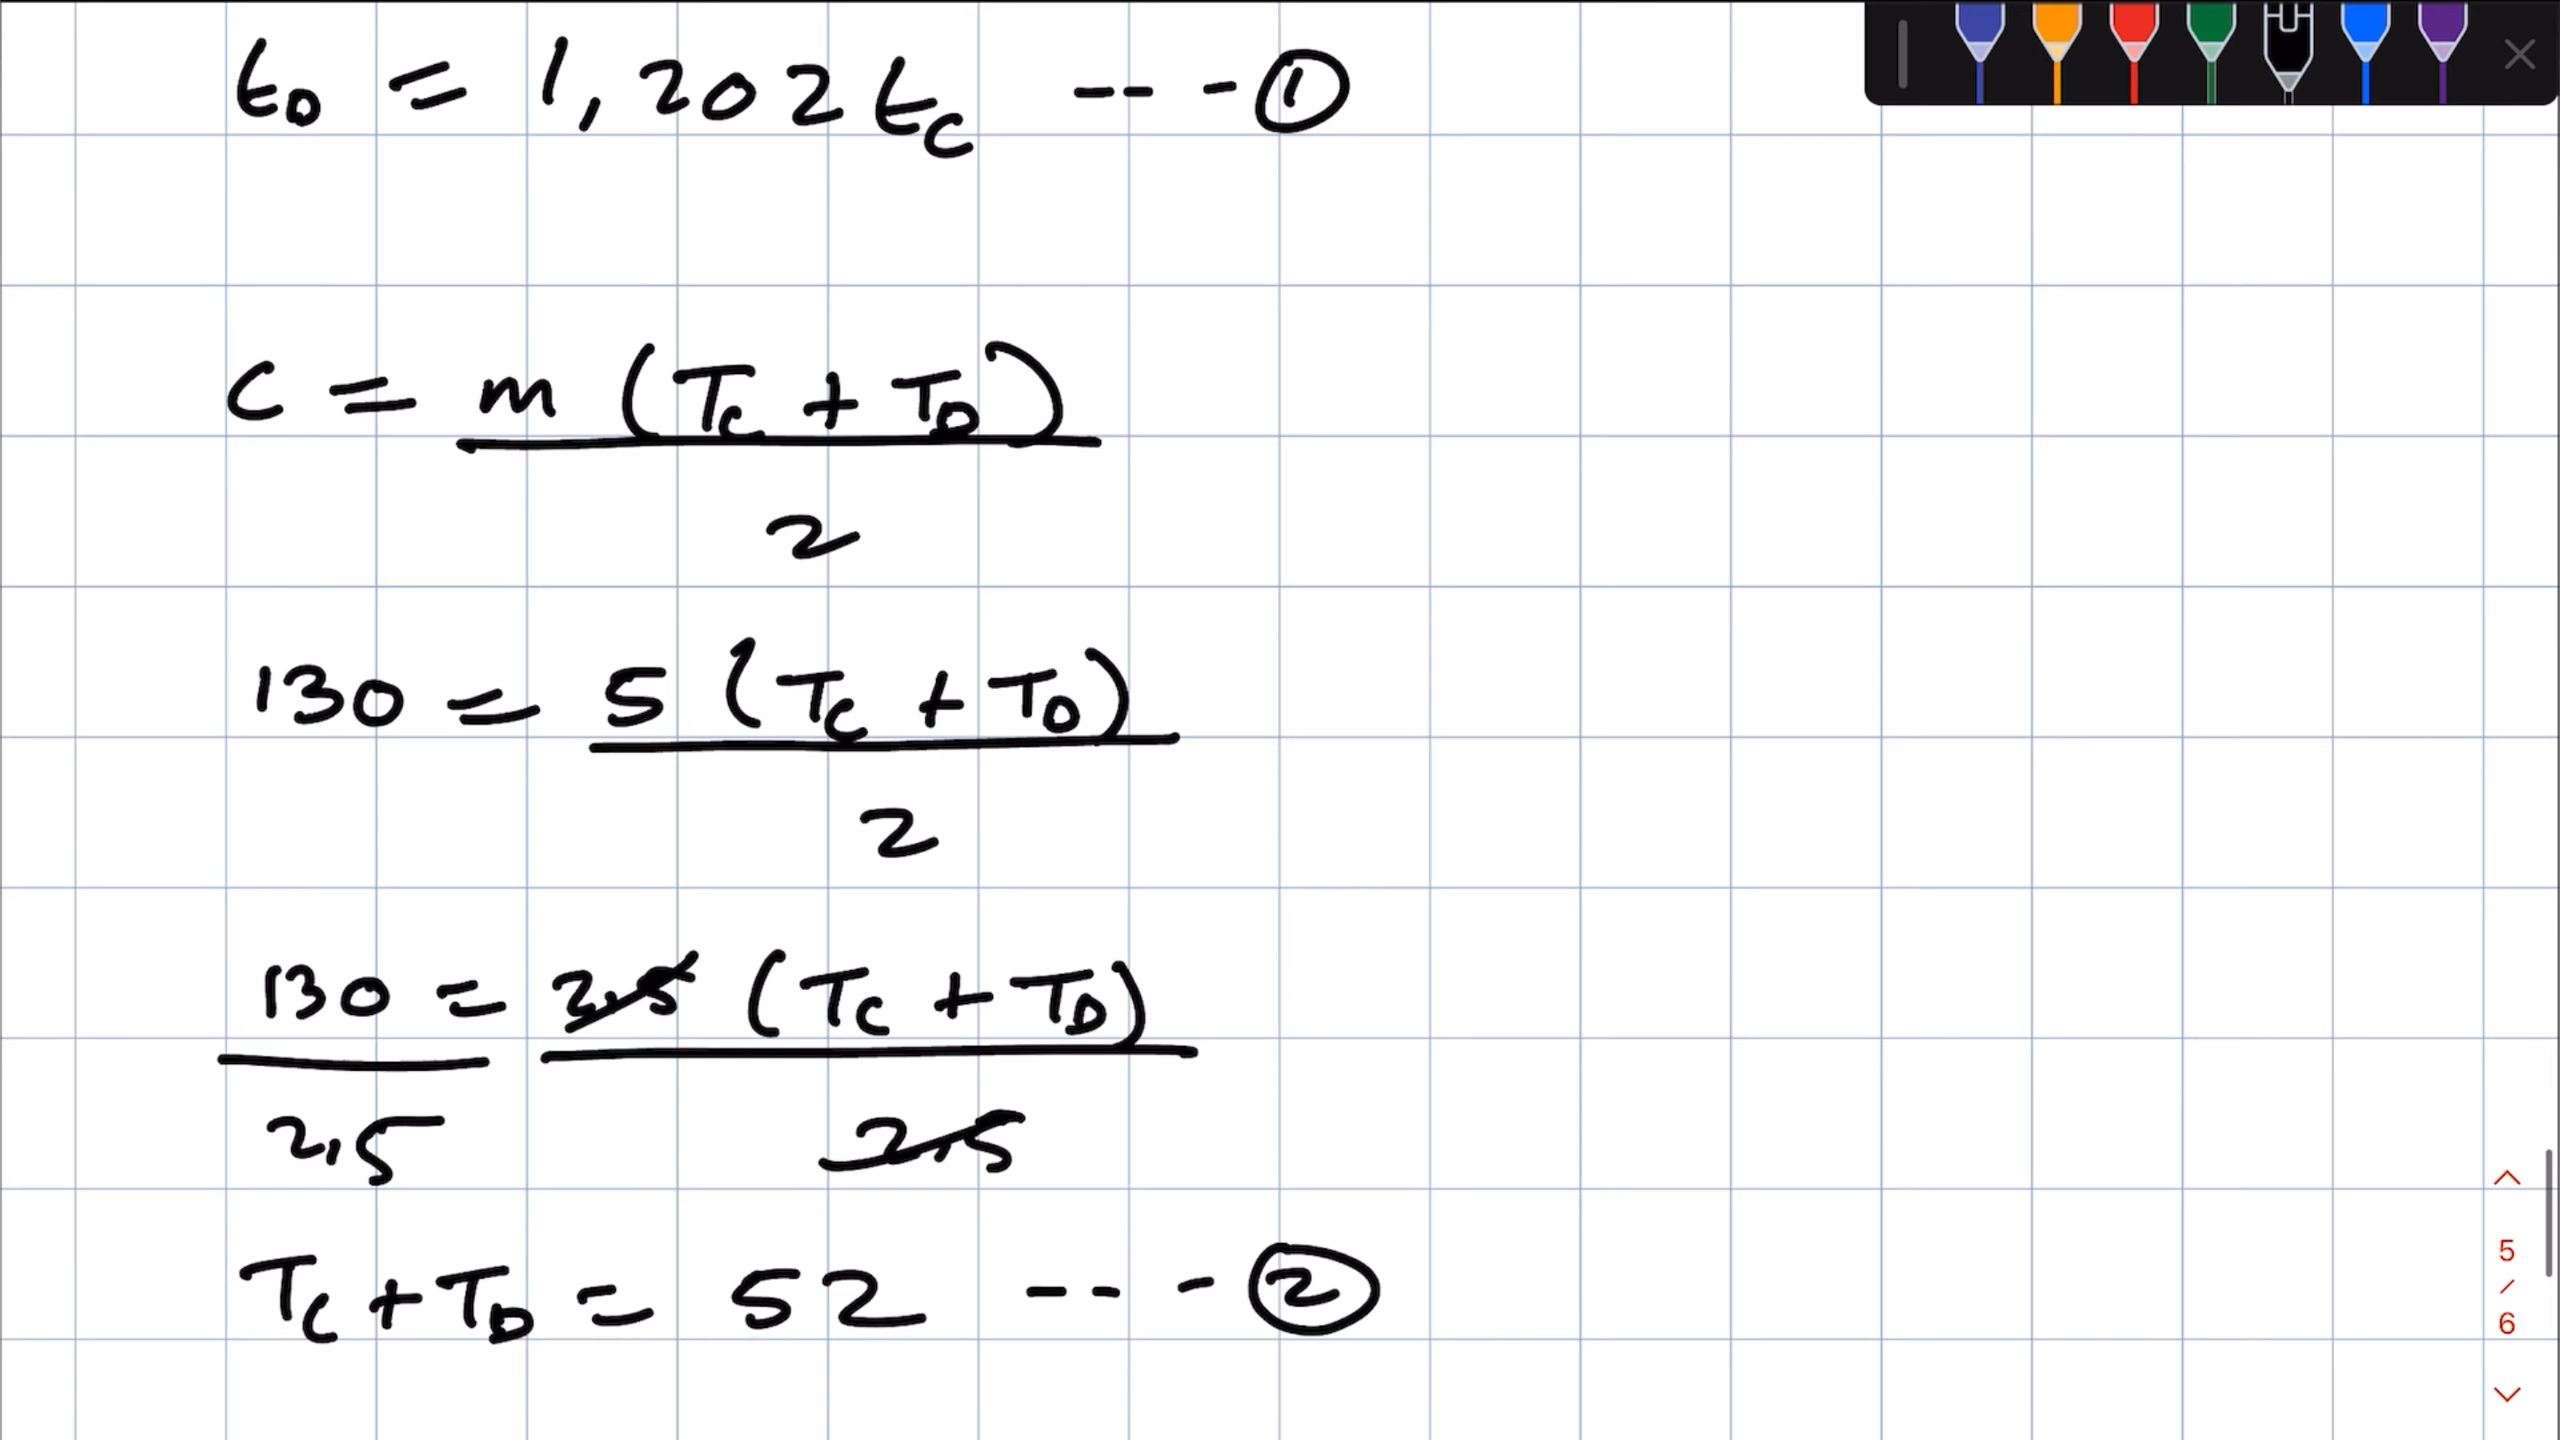 t_D = 1,202 t_C --- ①
C = m (T_C + T_D) / 2
130 = 5 (T_C + T_D) / 2
130 / 2,5 = 2,5 (T_C + T_D) / 2,5
T_C + T_D = 52 --- ②
5 / 6